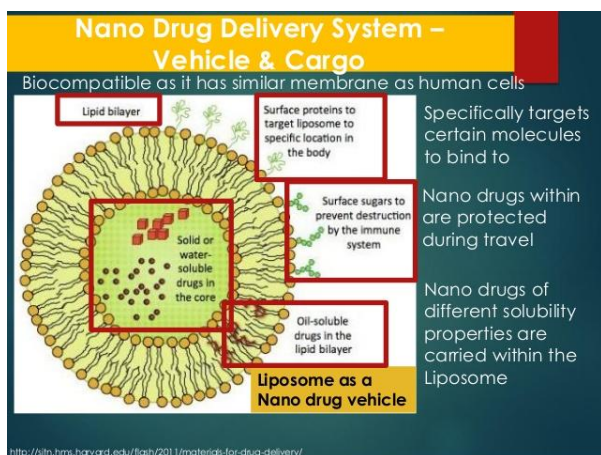 Nano Drug Delivery System –
Vehicle & Cargo
Biocompatible as it has similar membrane as human cells
Lipid bilayer
Surface proteins to
target liposome to
specific location in
the body
Surface sugars to
prevent destruction
by the immune
system
Solid or
water-
soluble
drugs in
the core
Oil-soluble
drugs in the
lipid bilayer
Liposome as a
Nano drug vehicle
Specifically targets
certain molecules
to bind to
Nano drugs within
are protected
during travel
Nano drugs of
different solubility
properties are
carried within the
Liposome
http://sitn.hms.harvard.edu/flash/2011/materials-for-drug-delivery/